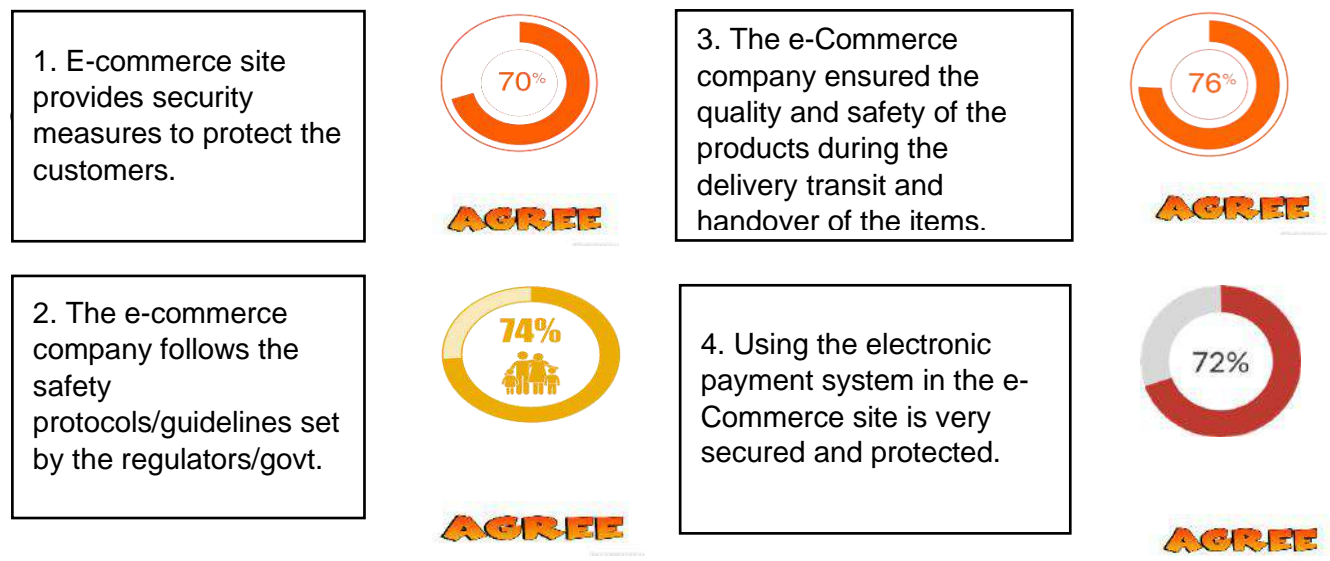 1. E-commerce site
provides security
measures to protect the
customers.
70%
AGREE
3. The e-Commerce
company ensured the
quality and safety of the
products during the
delivery transit and
handover of the items.
76%
AGREE
2. The e-commerce
company follows the
safety
protocols/guidelines set
by the regulators/govt.
74%
AGREE
4. Using the electronic
payment system in the e-
Commerce site is very
secured and protected.
72%
AGREE